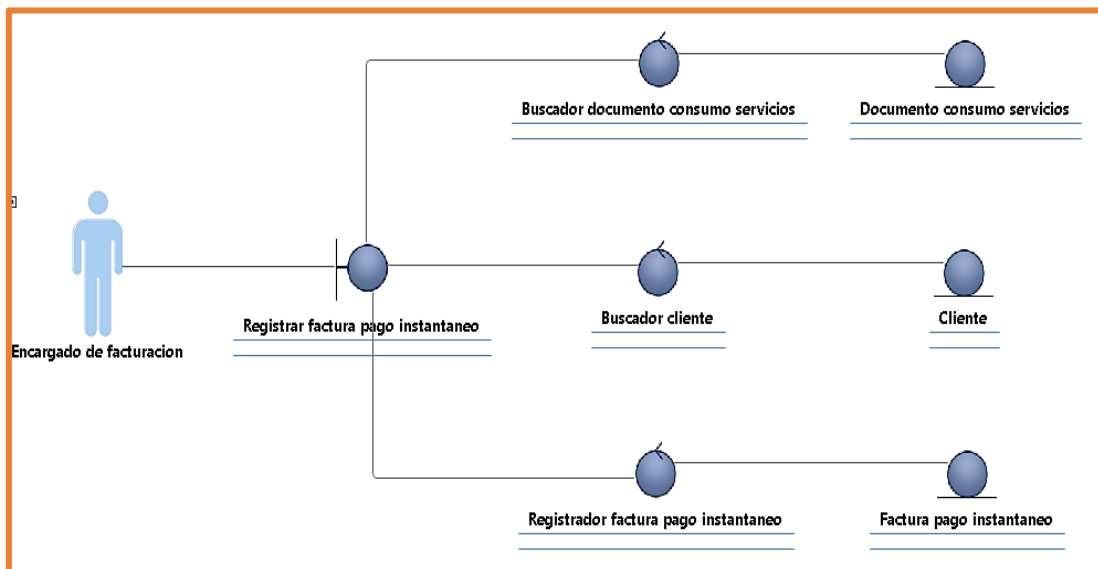 Buscador documento consumo servicios
Documento consumo servicios
Registrar factura pago instantaneo
Buscador cliente
Cliente
Encargado de facturacion
Registrador factura pago instantaneo
Factura pago instantaneo